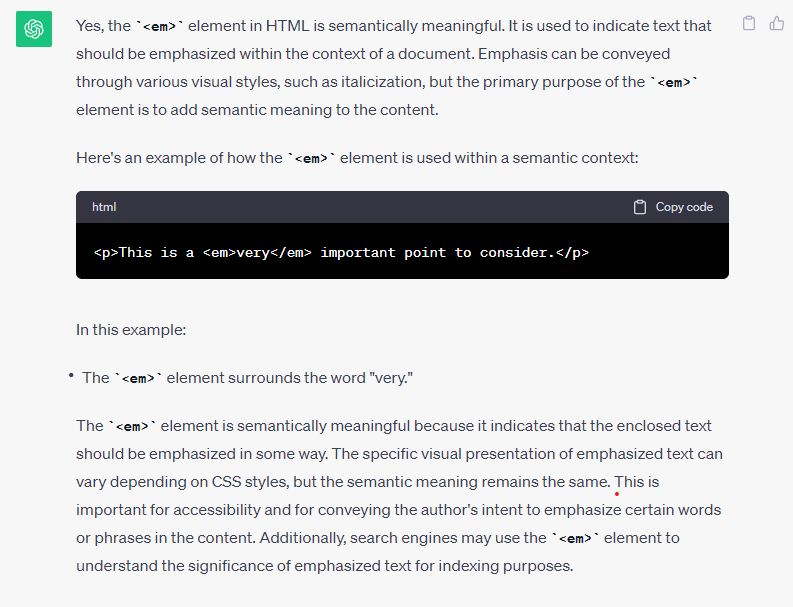 Yes, the `<em>` element in HTML is semantically meaningful. It is used to indicate text that
should be emphasized within the context of a document. Emphasis can be conveyed
through various visual styles, such as italicization, but the primary purpose of the `<em>`
element is to add semantic meaning to the content.
Here's an example of how the `<em>` element is used within a semantic context:
html Copy code
<p>This is a <em>very</em> important point to consider.</p>
In this example:
• The `<em>` element surrounds the word "very."
The `<em>` element is semantically meaningful because it indicates that the enclosed text
should be emphasized in some way. The specific visual presentation of emphasized text can
vary depending on CSS styles, but the semantic meaning remains the same. This is
important for accessibility and for conveying the author's intent to emphasize certain words
or phrases in the content. Additionally, search engines may use the `<em>` element to
understand the significance of emphasized text for indexing purposes.